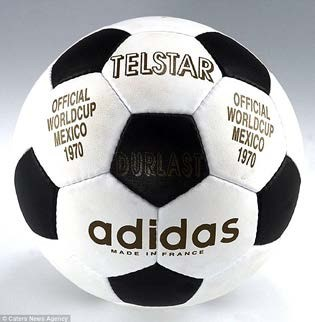 TELSTAR
OFFICIAL
WORLDCUP
MEXICO
1970
OFFICIAL
WORLDCUP
MEXICO
1970
DURLAST
adidas
MADE IN FRANCE
© Caters News Agency